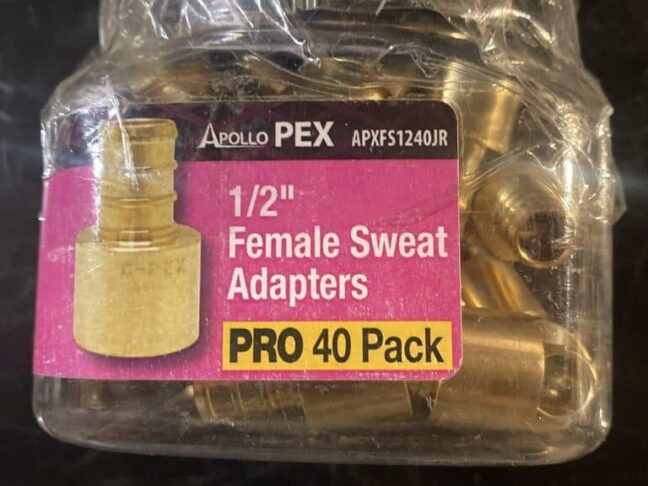 APOLLO PEX APXFS1240JR
1/2"
Female Sweat
Adapters
PRO 40 Pack